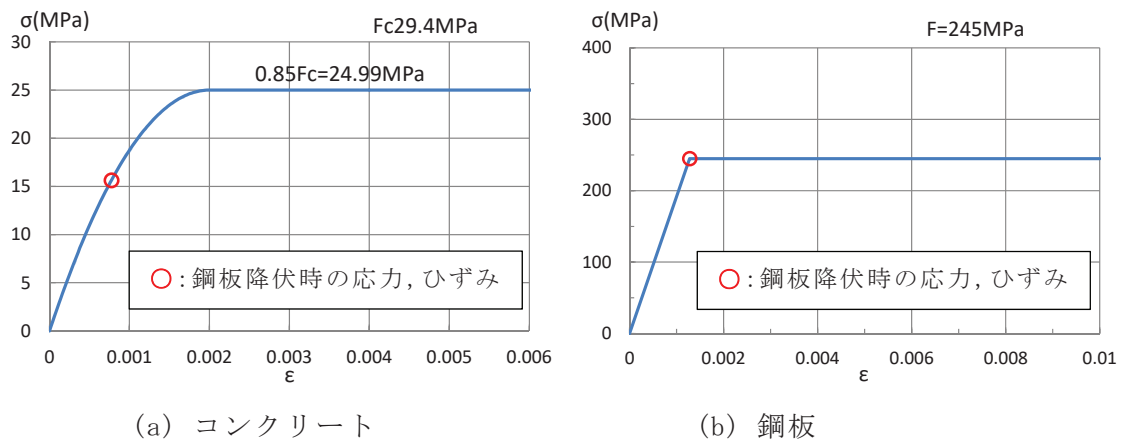 σ(MPa)
Fc29.4MPa
30
25
20
15
10
5
0
0.85Fc=24.99MPa
○:鋼板降伏時の応力,ひずみ
0 0.001 0.002 0.003 0.004 0.005 0.006
ε
(a) コンクリート
σ(MPa)
F=245MPa
400
300
200
100
0
○:鋼板降伏時の応力,ひずみ
0 0.002 0.004 0.006 0.008 0.01
ε
(b) 鋼板